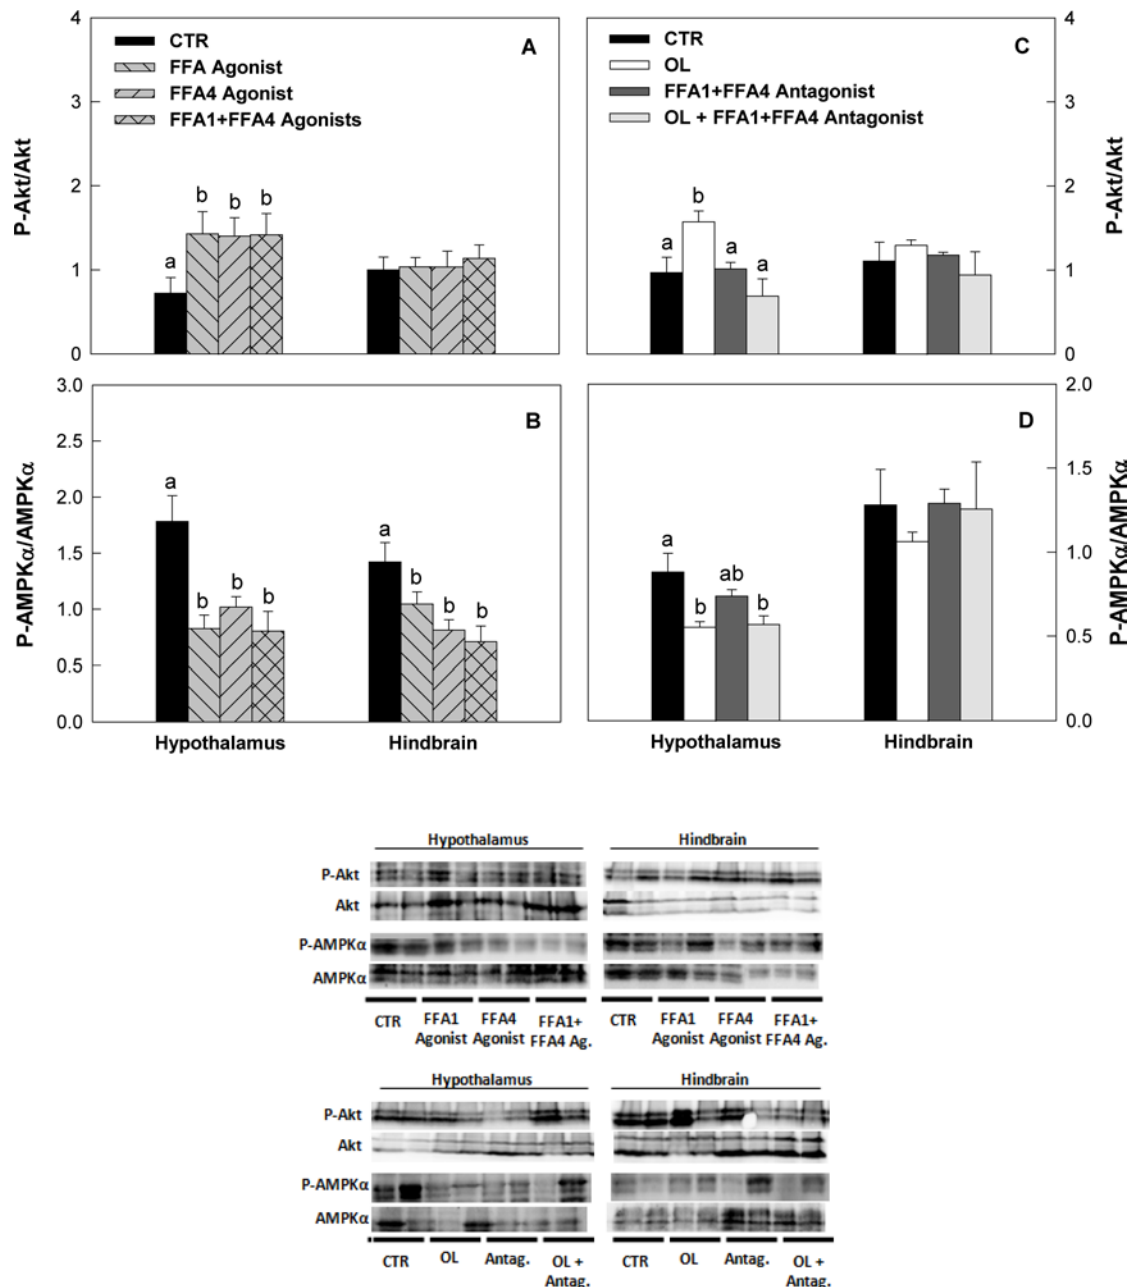 4
3
2
1
0
P-Akt/Akt
CTR
FFA Agonist
FFA4 Agonist
FFA1+FFA4 Agonists
A
a
b
b
b
CTR
OL
FFA1+FFA4 Antagonist
OL + FFA1+FFA4 Antagonist
C
a
b
a
a
4
3
2
1
0
P-Akt/Akt
3.0
2.5
2.0
1.5
1.0
0.5
0.0
P-AMPKα/AMPKα
B
a
b
b
b
a
b
b
b
Hypothalamus
Hindbrain
D
a
b
ab
b
2.0
1.5
1.0
0.5
0.0
P-AMPKα/AMPKα
Hypothalamus
Hindbrain
Hypothalamus
Hindbrain
P-Akt
Akt
P-AMPKα
AMPKα
CTR
FFA1
Agonist
FFA4
Agonist
FFA1+
FFA4 Ag.
CTR
FFA1
Agonist
FFA4
Agonist
FFA1+
FFA4 Ag.
Hypothalamus
Hindbrain
P-Akt
Akt
P-AMPKα
AMPKα
CTR
OL
Antag.
OL +
Antag.
CTR
OL
Antag.
OL +
Antag.